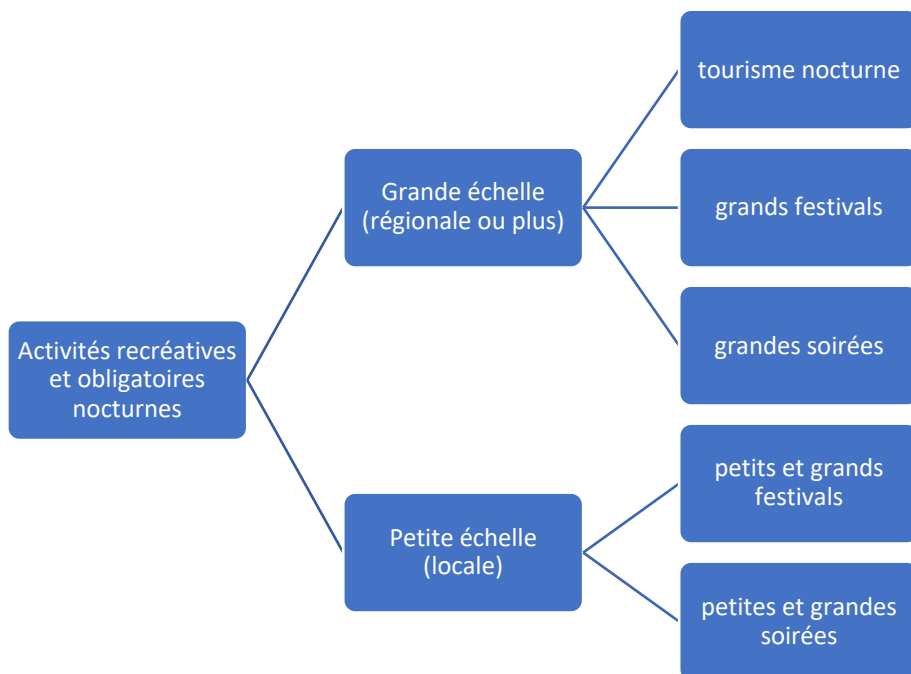 Activités recréatives
et obligatoires
nocturnes
Grande échelle
(régionale ou plus)
tourisme nocturne
grands festivals
grandes soirées
Petite échelle
(locale)
petits et grands
festivals
petites et grandes
soirées